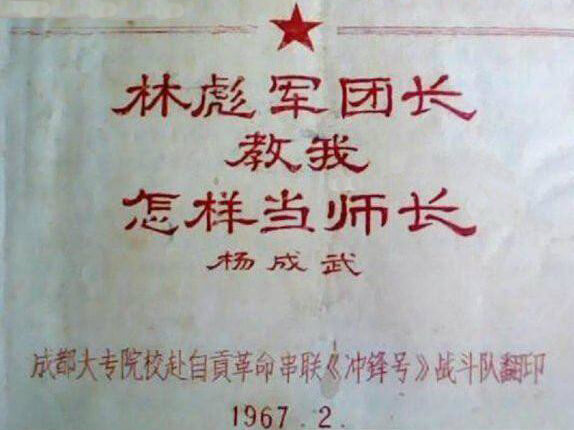 林彪军团长
教我
怎样当师长
杨成武
成都大专院校赴自貢革命串联《冲锋号》战斗队翻印
1967.2.